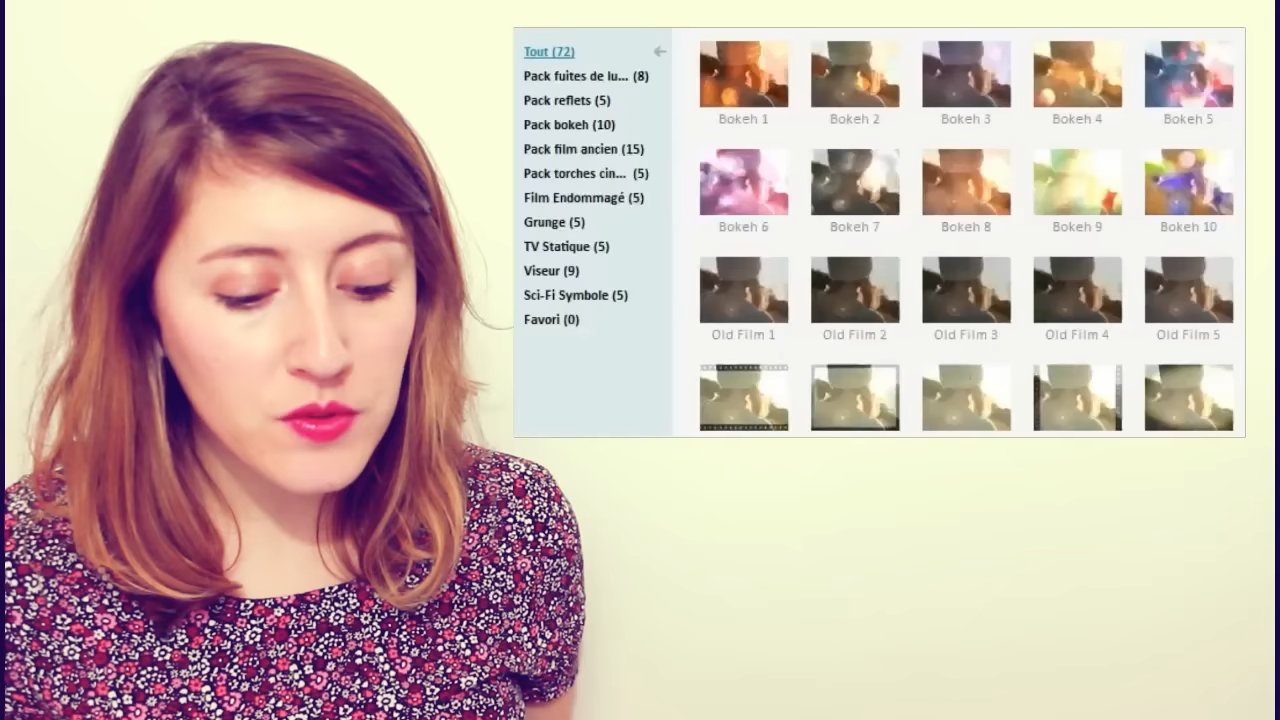 Tout (72)
Pack fuites de lu... (8)
Pack reflets (5)
Pack bokeh (10)
Pack film ancien (15)
Pack torches cin... (5)
Film Endommagé (5)
Grunge (5)
TV Statique (5)
Viseur (9)
Sci-Fi Symbole (5)
Favori (0)
Bokeh 1 Bokeh 2 Bokeh 3 Bokeh 4 Bokeh 5
Bokeh 6 Bokeh 7 Bokeh 8 Bokeh 9 Bokeh 10
Old Film 1 Old Film 2 Old Film 3 Old Film 4 Old Film 5